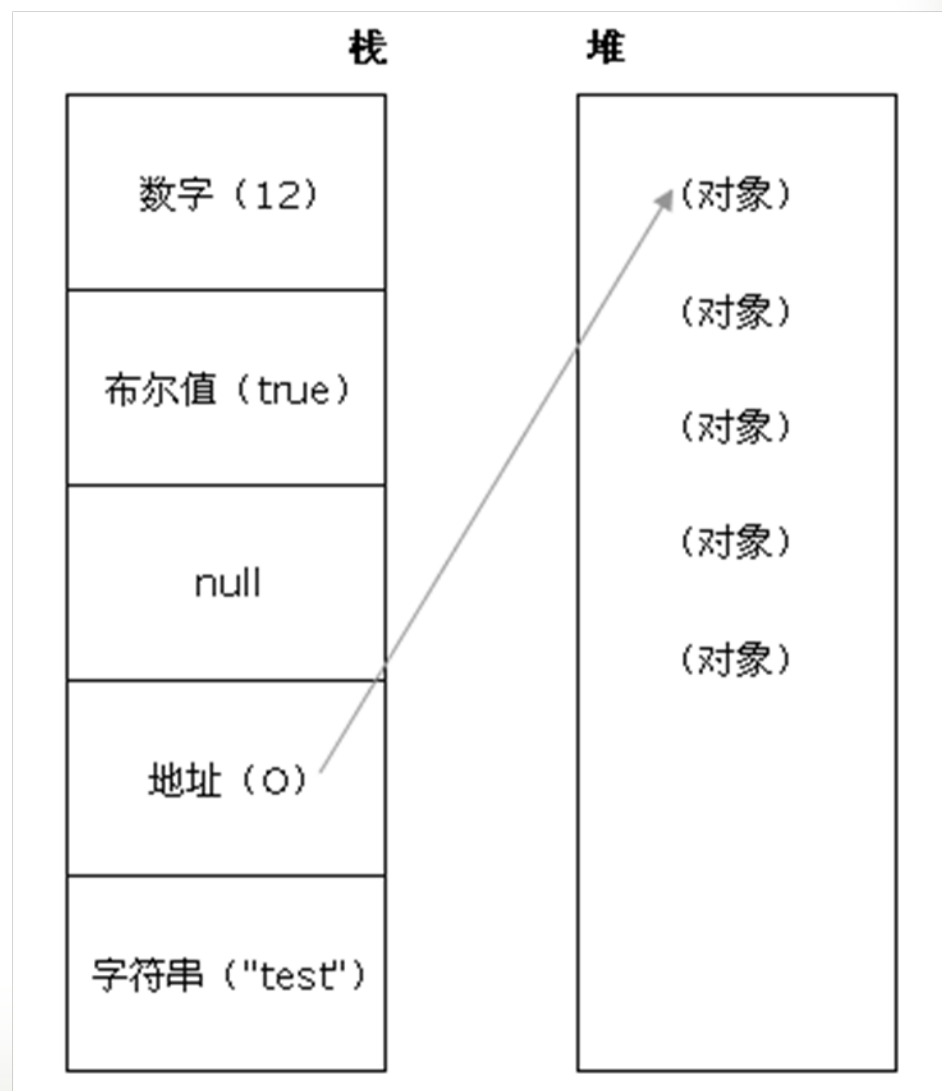 栈 堆
数字（12）
布尔值（true）
null
地址（O）
字符串（"test"）
(对象)
(对象)
(对象)
(对象)
(对象)